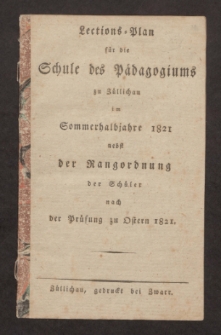 Lections-Plan
für die
Schule des Pädagogiums
zu Züllichau
im
Sommerhalbjahre 1821
nebst
der Rangordnung
der Schüler
nach
der Prüfung zu Ostern 1821.
Züllichau, gedruckt bei Zwarr.